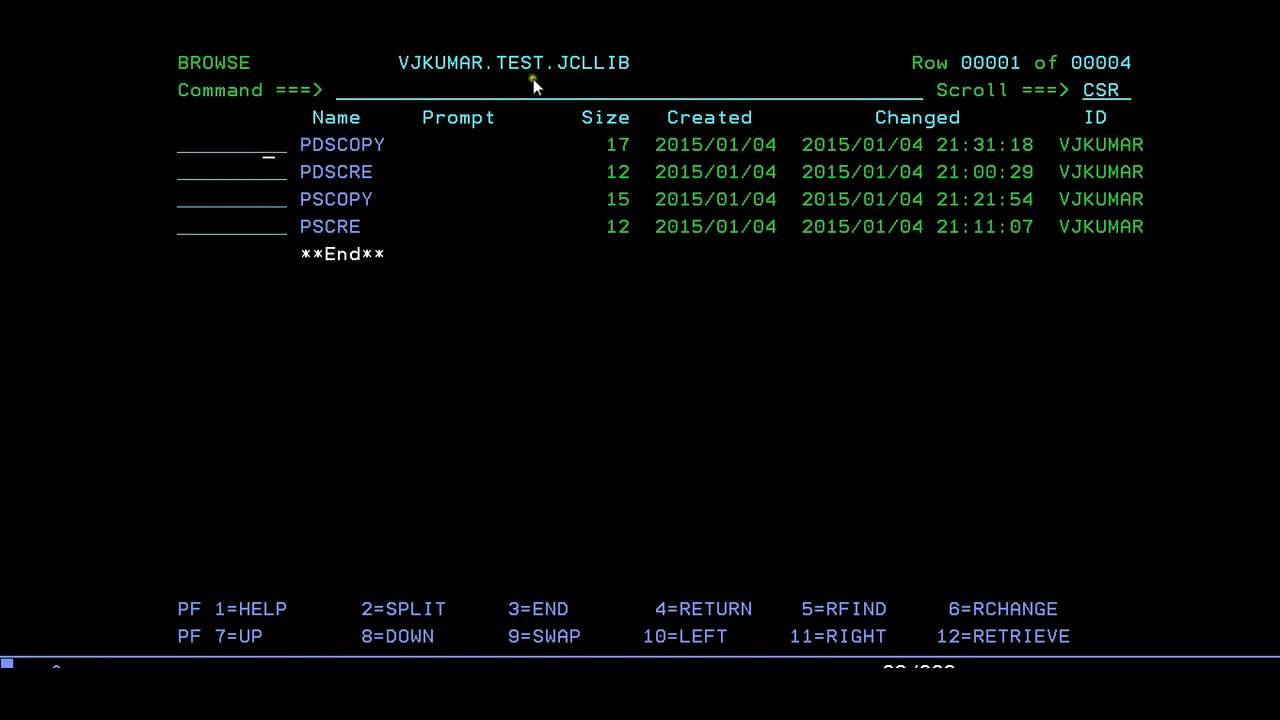 BROWSE VJKUMAR.TEST.JCLLIB Row 00001 of 00004
Command ===> Scroll ===> CSR
Name Prompt Size Created Changed ID
PDSCOPY 17 2015/01/04 2015/01/04 21:31:18 VJKUMAR
PDSCRE 12 2015/01/04 2015/01/04 21:00:29 VJKUMAR
PSCOPY 15 2015/01/04 2015/01/04 21:21:54 VJKUMAR
PSCRE 12 2015/01/04 2015/01/04 21:11:07 VJKUMAR
**End**
PF 1=HELP 2=SPLIT 3=END 4=RETURN 5=RFIND 6=RCHANGE
PF 7=UP 8=DOWN 9=SWAP 10=LEFT 11=RIGHT 12=RETRIEVE